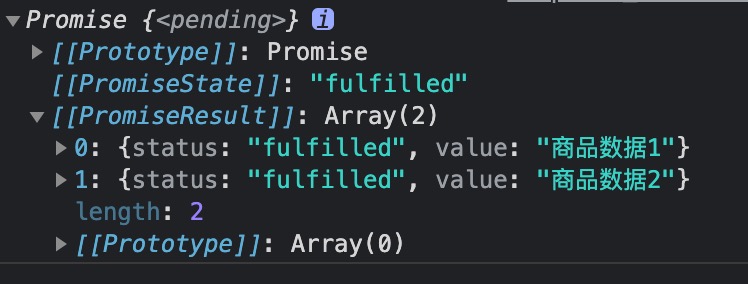 Promise {<pending>} i
[[Prototype]]: Promise
[[PromiseState]]: "fulfilled"
[[PromiseResult]]: Array(2)
0: {status: "fulfilled", value: "商品数据1"}
1: {status: "fulfilled", value: "商品数据2"}
length: 2
[[Prototype]]: Array(0)